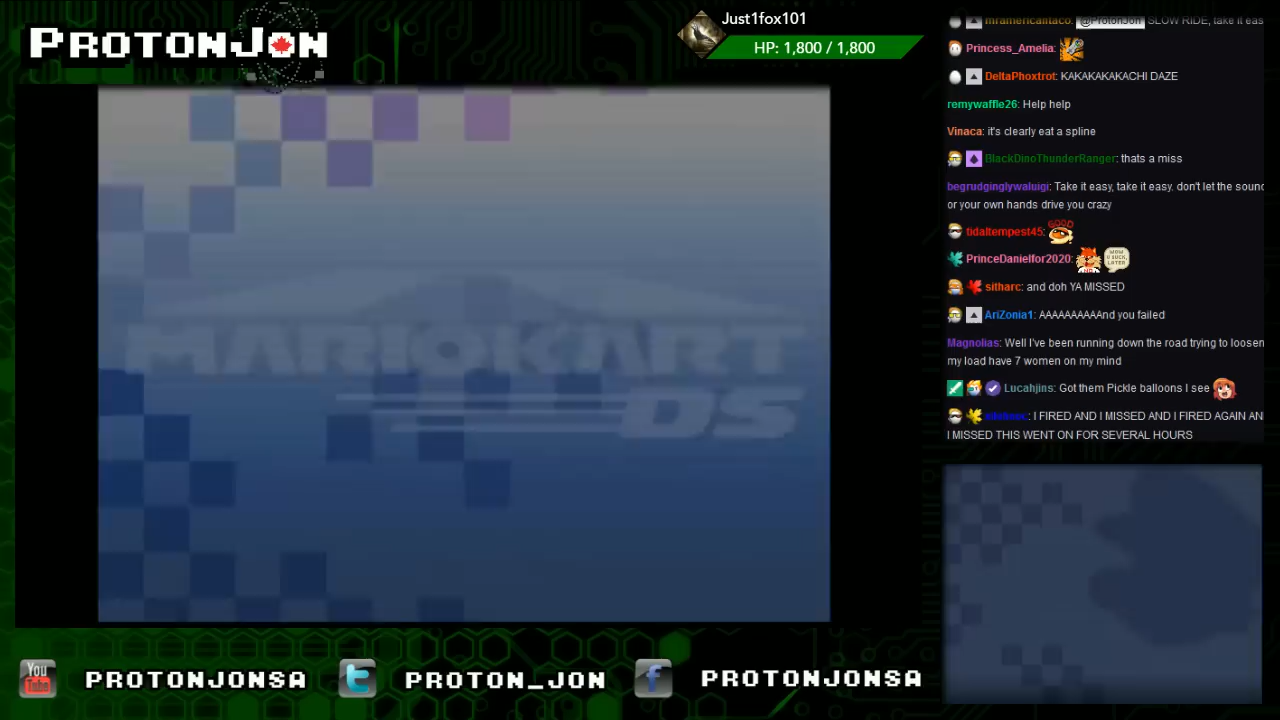 PROTONJON
Just1fox101
HP: 1,800 / 1,800
MARIOKART
DS
mramericantaco: @ProtonJon SLOW RIDE, take it eas
Princess_Amelia:
DeltaPhoxtrot: KAKAKAKAKACHI DAZE
remywaffle26: Help help
Vinaca: it's clearly eat a spline
BlackDinoThunderRanger: thats a miss
begrudginglywaluigi: Take it easy, take it easy. don't let the sound
or your own hands drive you crazy
tidaltempest45:
GOOD
PrinceDanielfor2020:
sitharc: and doh YA MISSED
AriZonia1: AAAAAAAAAAnd you failed
Magnolias: Well I've been running down the road trying to loosen
my load have 7 women on my mind
Lucahjins: Got them Pickle balloons I see
: I FIRED AND I MISSED AND I FIRED AGAIN AN
I MISSED THIS WENT ON FOR SEVERAL HOURS
You Tube PROTONJONSA
t PROTON_JON
f PROTONJONSA